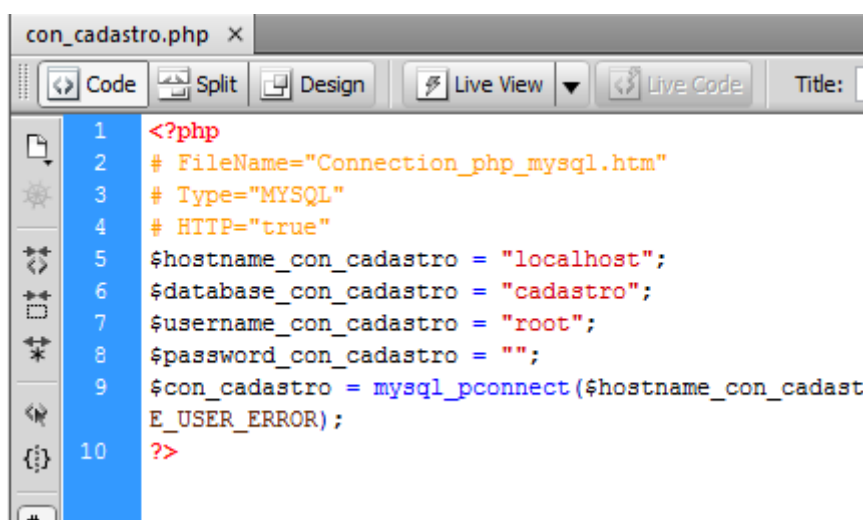 con_cadastro.php ×
Code Split Design Live View Live Code Title:
1 <?php
2 # FileName="Connection_php_mysql.htm"
3 # Type="MYSQL"
4 # HTTP="true"
5 $hostname_con_cadastro = "localhost";
6 $database_con_cadastro = "cadastro";
7 $username_con_cadastro = "root";
8 $password_con_cadastro = "";
9 $con_cadastro = mysql_pconnect($hostname_con_cadast
E_USER_ERROR);
10 ?>